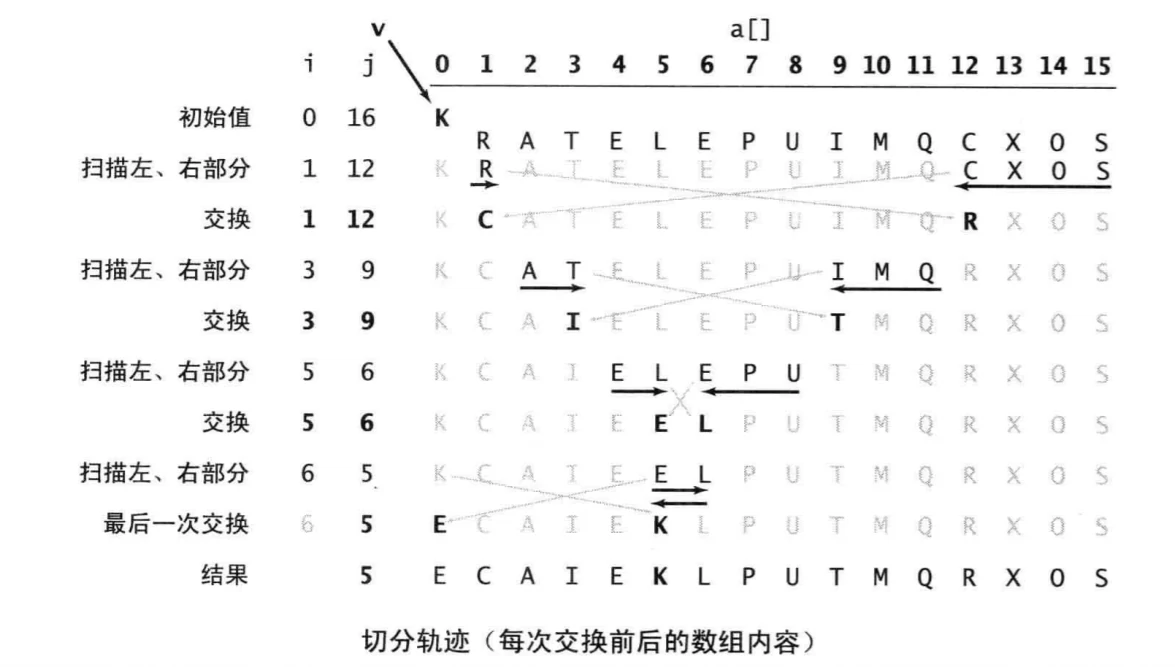 v a[]
i j 0 1 2 3 4 5 6 7 8 9 10 11 12 13 14 15
初始值 0 16 K
R A T E L E P U I M Q C X O S
扫描左、右部分 1 12 K R A T E L E P U I M Q C X O S
交换 1 12 K C A T E L E P U I M Q R X O S
扫描左、右部分 3 9 K C A T E L E P U I M Q R X O S
交换 3 9 K C A I E L E P U T M Q R X O S
扫描左、右部分 5 6 K C A I E L E P U T M Q R X O S
交换 5 6 K C A I E E L P U T M Q R X O S
扫描左、右部分 6 5 K C A I E E L P U T M Q R X O S
最后一次交换 6 5 E C A I E K L P U T M Q R X O S
结果 5 E C A I E K L P U T M Q R X O S
切分轨迹（每次交换前后的数组内容）